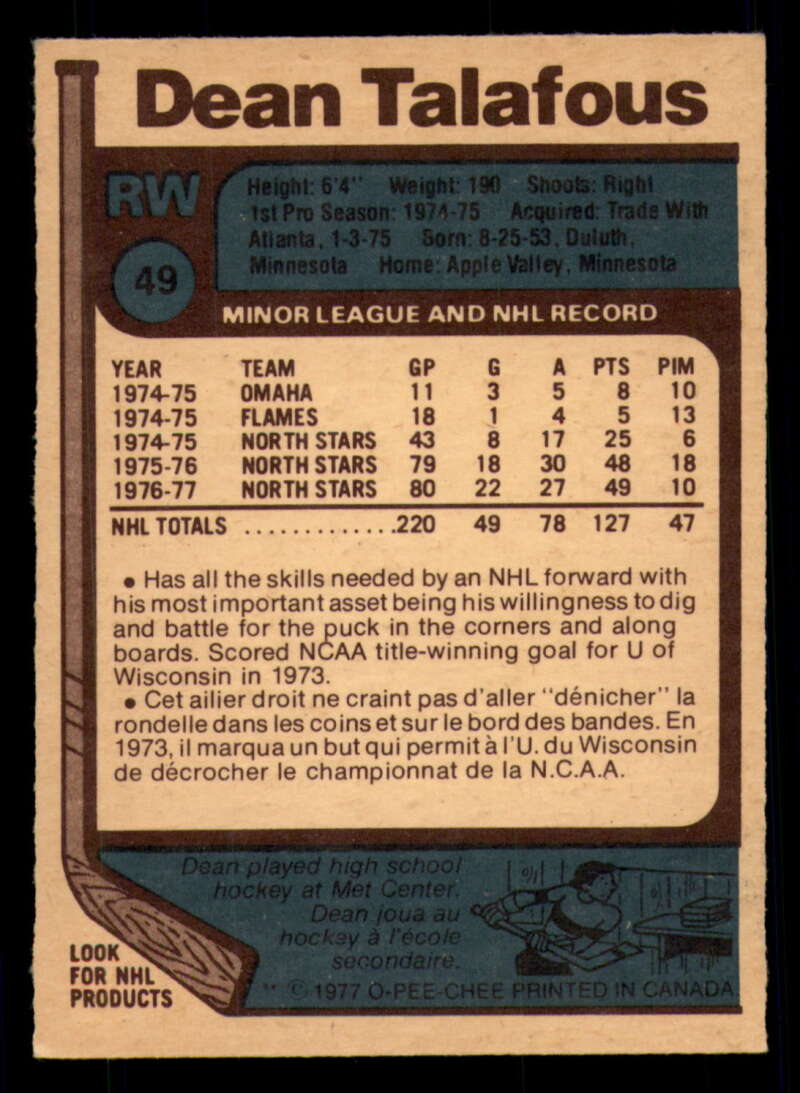 Dean Talafous
RW
Height: 6'4'' Weight: 190 Shoots: Right
1st Pro Season: 1974-75 Acquired: Trade With
Atlanta, 1-3-75 Born: 8-25-53, Duluth,
Minnesota Home: Apple Valley, Minnesota
49
MINOR LEAGUE AND NHL RECORD
YEAR TEAM GP G A PTS PIM
1974-75 OMAHA 11 3 5 8 10
1974-75 FLAMES 18 1 4 5 13
1974-75 NORTH STARS 43 8 17 25 6
1975-76 NORTH STARS 79 18 30 48 18
1976-77 NORTH STARS 80 22 27 49 10
NHL TOTALS ..............220 49 78 127 47
• Has all the skills needed by an NHL forward with
his most important asset being his willingness to dig
and battle for the puck in the corners and along
boards. Scored NCAA title-winning goal for U of
Wisconsin in 1973.
• Cet ailier droit ne craint pas d'aller "dénicher" la
rondelle dans les coins et sur le bord des bandes. En
1973, il marqua un but qui permit à l'U. du Wisconsin
de décrocher le championnat de la N.C.A.A.
Dean played high school
hockey at Met Center.
Dean joua au
hockey à l'école
secondaire.
LOOK
FOR NHL
PRODUCTS
** © 1977 O-PEE-CHEE PRINTED IN CANADA